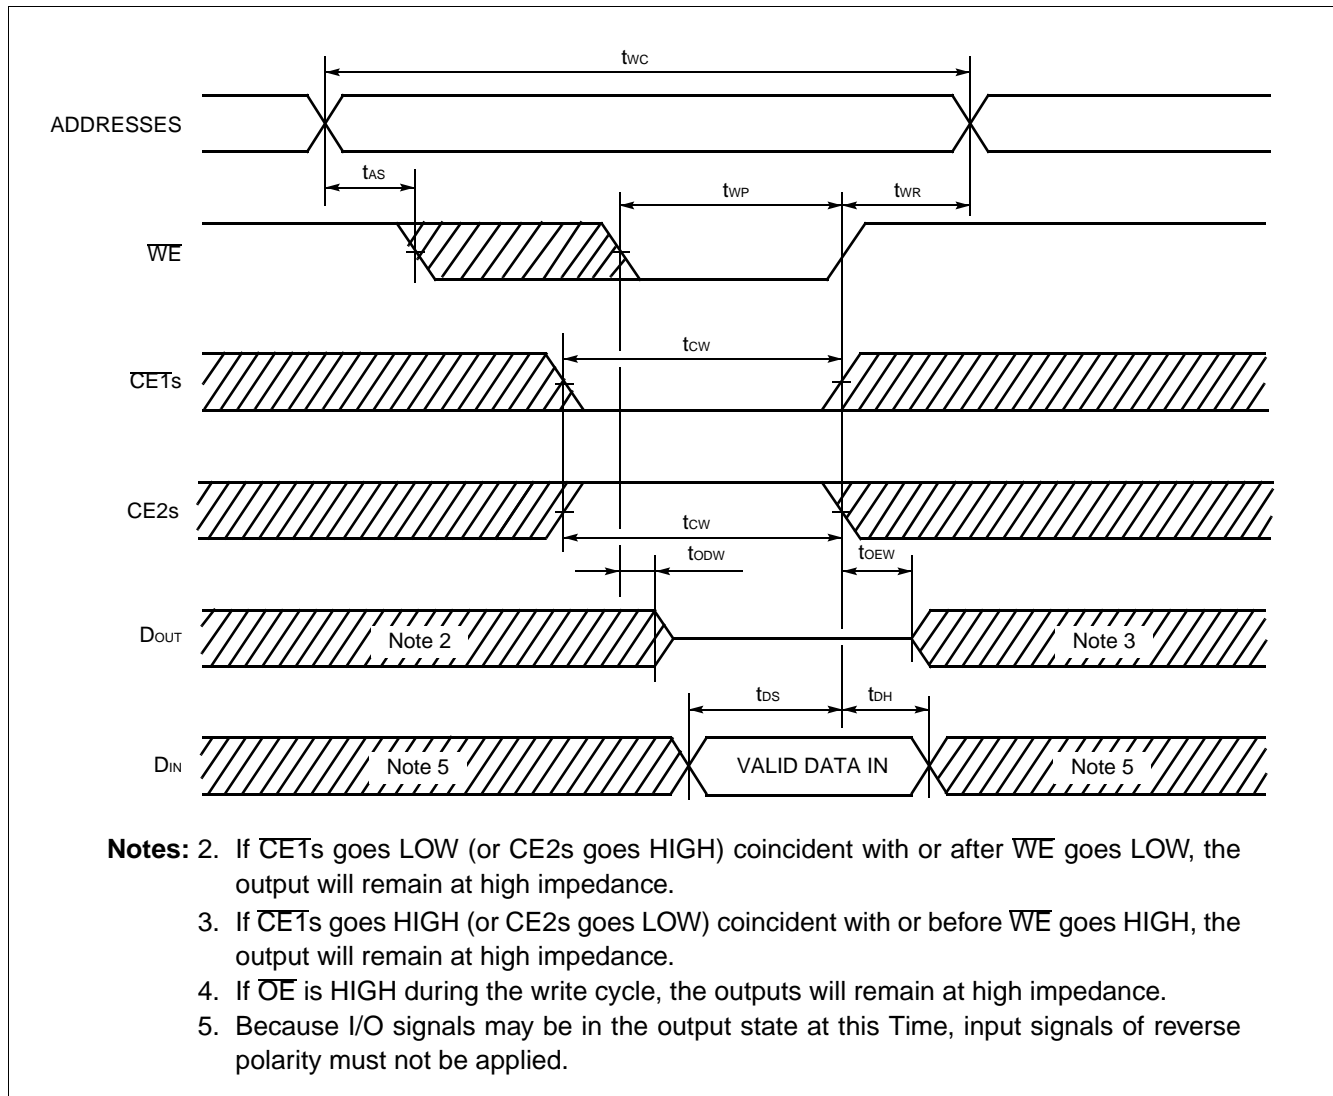 tWC
ADDRESSES
tAS
tWP
tWR
WE
tCW
CE1s
CE2s
tCW
tODW
tOEW
DOUT
Note 2
Note 3
tDS
tDH
DIN
Note 5
VALID DATA IN
Note 5
Notes: 2. If CE1s goes LOW (or CE2s goes HIGH) coincident with or after WE goes LOW, the
output will remain at high impedance.
3. If CE1s goes HIGH (or CE2s goes LOW) coincident with or before WE goes HIGH, the
output will remain at high impedance.
4. If OE is HIGH during the write cycle, the outputs will remain at high impedance.
5. Because I/O signals may be in the output state at this Time, input signals of reverse
polarity must not be applied.